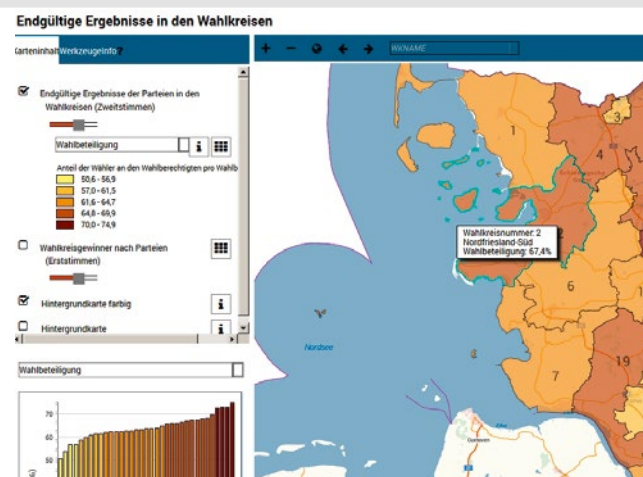 Endgültige Ergebnisse in den Wahlkreisen
Karteninhalt Werkzeuge Info ?
WKNAME
Endgültige Ergebnisse der Parteien in den
Wahlkreisen (Zweitstimmen)
Wahlbeteiligung
i
Anteil der Wähler an den Wahlberechtigten pro Wahlb
50,6 - 56,9
57,0 - 61,5
61,6 - 64,7
64,8 - 69,9
70,0 - 74,9
Wahlkreisgewinner nach Parteien
(Erststimmen)
Hintergrundkarte farbig
i
Hintergrundkarte
i
Wahlbeteiligung
70
60
50
1
3
4
Wahlkreisnummer: 2
Nordfriesland-Süd
Wahlbeteiligung: 67,4%
6
Nordsee
7
19
Cuxhaven
Elbe